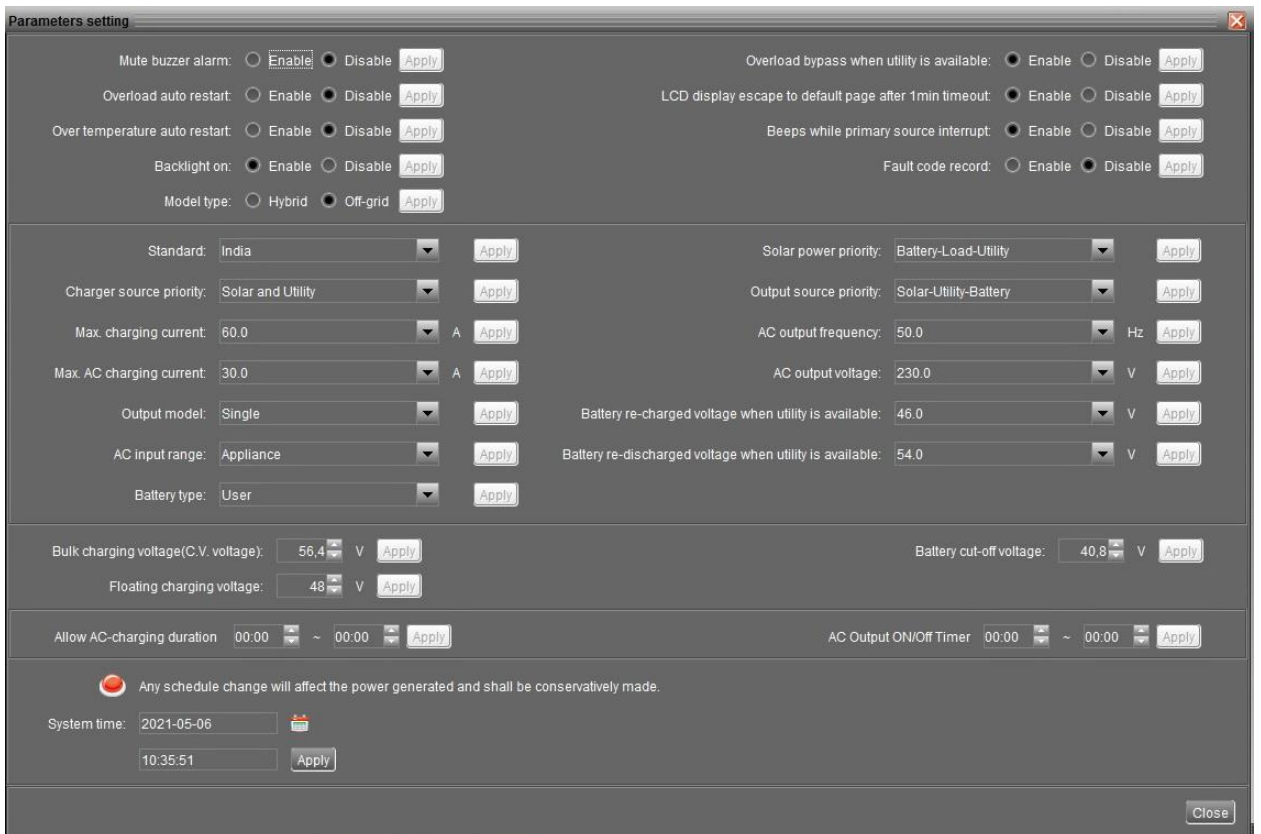 Parameters setting
Mute buzzer alarm: Enable Disable Apply Overload bypass when utility is available: Enable Disable Apply
Overload auto restart: Enable Disable Apply LCD display escape to default page after 1min timeout: Enable Disable Apply
Over temperature auto restart: Enable Disable Apply Beeps while primary source interrupt: Enable Disable Apply
Backlight on: Enable Disable Apply Fault code record: Enable Disable Apply
Model type: Hybrid Off-grid Apply
Standard: India Apply Solar power priority: Battery-Load-Utility Apply
Charger source priority: Solar and Utility Apply Output source priority: Solar-Utility-Battery Apply
Max. charging current: 60.0 A Apply AC output frequency: 50.0 Hz Apply
Max. AC charging current: 30.0 A Apply AC output voltage: 230.0 V Apply
Output model: Single Apply Battery re-charged voltage when utility is available: 46.0 V Apply
AC input range: Appliance Apply Battery re-discharged voltage when utility is available: 54.0 V Apply
Battery type: User Apply
Bulk charging voltage(C.V. voltage): 56,4 V Apply Battery cut-off voltage: 40,8 V Apply
Floating charging voltage: 48 V Apply
Allow AC-charging duration 00:00 ~ 00:00 Apply AC Output ON/Off Timer 00:00 ~ 00:00 Apply
Any schedule change will affect the power generated and shall be conservatively made.
System time: 2021-05-06
10:35:51 Apply
Close